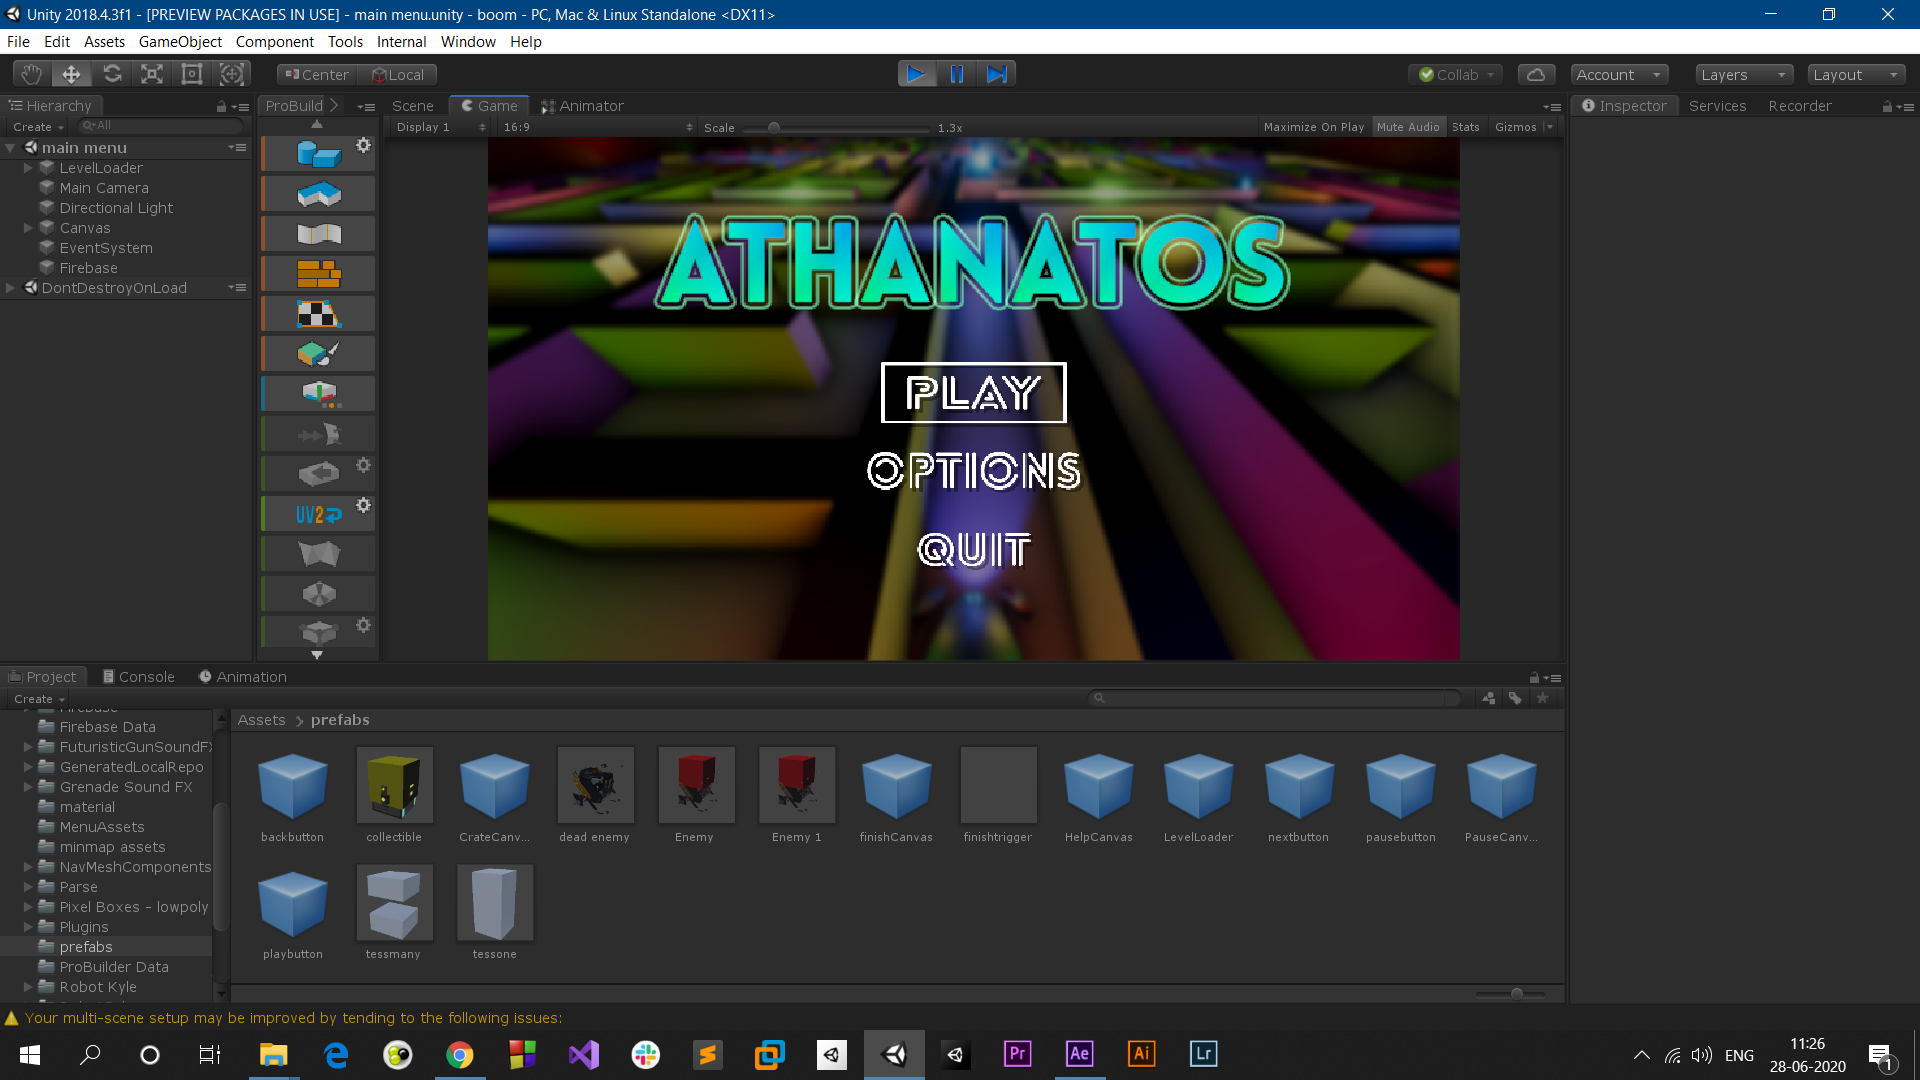 Unity 2018.4.3f1 - [PREVIEW PACKAGES IN USE] - main menu.unity - boom - PC, Mac & Linux Standalone <DX11>
File Edit Assets GameObject Component Tools Internal Window Help
Center Local Collab Account Layers Layout
Hierarchy ProBuild Scene Game Animator Inspector Services Recorder
Create All Display 1 16:9 Scale 1.3x Maximize On Play Mute Audio Stats Gizmos
main menu
LevelLoader
Main Camera
Directional Light
Canvas
EventSystem
Firebase
DontDestroyOnLoad
UV2
ATHANATOS
PLAY
OPTIONS
QUIT
Project Console Animation
Create
Assets prefabs
Firebase Data
FuturisticGunSoundFX
GeneratedLocalRepo
Grenade Sound FX
material
MenuAssets
minmap assets
NavMeshComponents
Parse
Pixel Boxes - lowpoly
Plugins
prefabs
ProBuilder Data
Robot Kyle
backbutton collectible CrateCanv... dead enemy Enemy Enemy 1 finishCanvas finishtrigger HelpCanvas LevelLoader nextbutton pausebutton PauseCanv...
playbutton tessmany tessone
Your multi-scene setup may be improved by tending to the following issues:
Pr Ae Ai Lr
ENG
11:26
28-06-2020
1